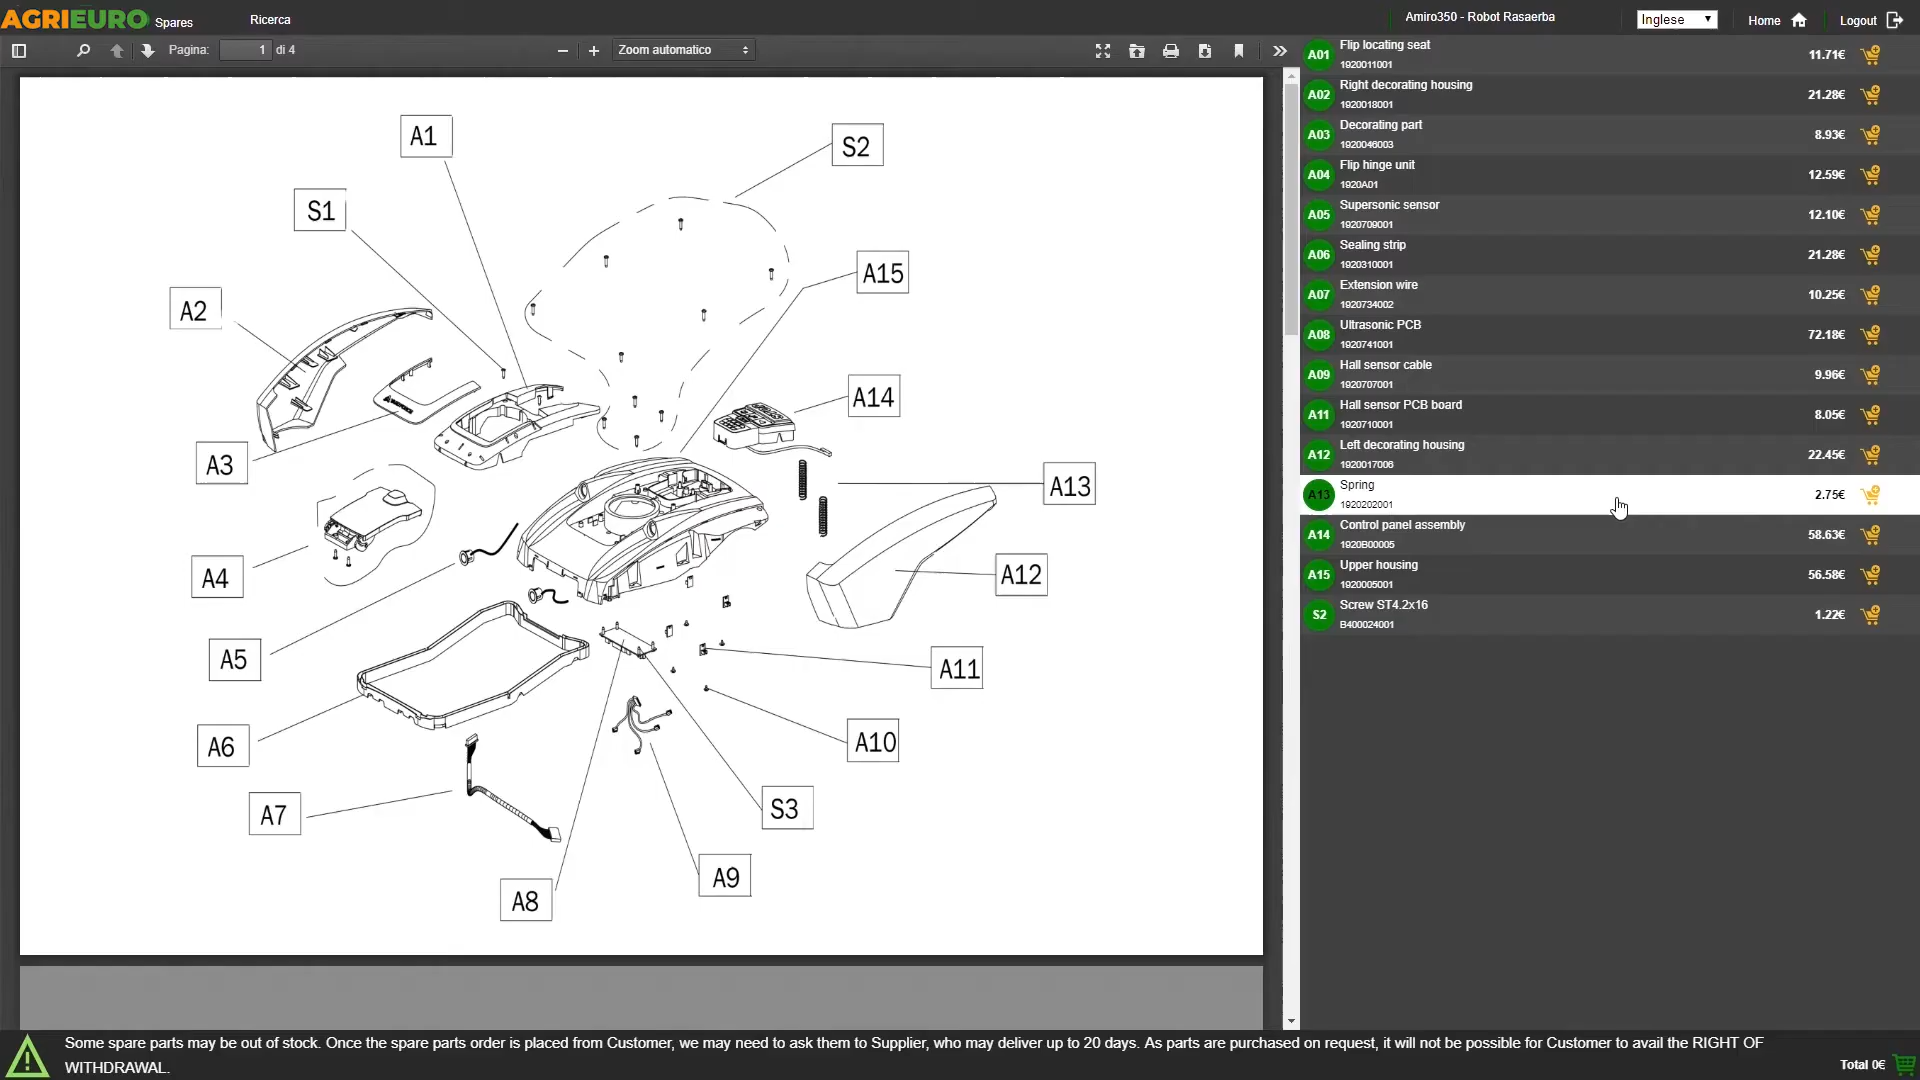 AGRIEURO Spares
Ricerca
Amiro350 - Robot Rasaerba
Inglese
Home
Logout
Pagina:
1
di 4
Zoom automatico
A1
S2
S1
A15
A2
A14
A3
A13
A4
A12
A5
A11
A6
A10
A7
S3
A9
A8
A01
Flip locating seat
1920011001
11.71€
A02
Right decorating housing
1920018001
21.28€
A03
Decorating part
1920046003
8.93€
A04
Flip hinge unit
1920A01
12.59€
A05
Supersonic sensor
1920709001
12.10€
A06
Sealing strip
1920310001
21.28€
A07
Extension wire
1920734002
10.25€
A08
Ultrasonic PCB
1920741001
72.18€
A09
Hall sensor cable
1920707001
9.96€
A11
Hall sensor PCB board
1920710001
8.05€
A12
Left decorating housing
1920017006
22.45€
A13
Spring
1920202001
2.75€
A14
Control panel assembly
1920B00005
58.63€
A15
Upper housing
1920005001
56.58€
S2
Screw ST4.2x16
B400024001
1.22€
Some spare parts may be out of stock. Once the spare parts order is placed from Customer, we may need to ask them to Supplier, who may deliver up to 20 days. As parts are purchased on request, it will not be possible for Customer to avail the RIGHT OF
WITHDRAWAL.
Total 0€